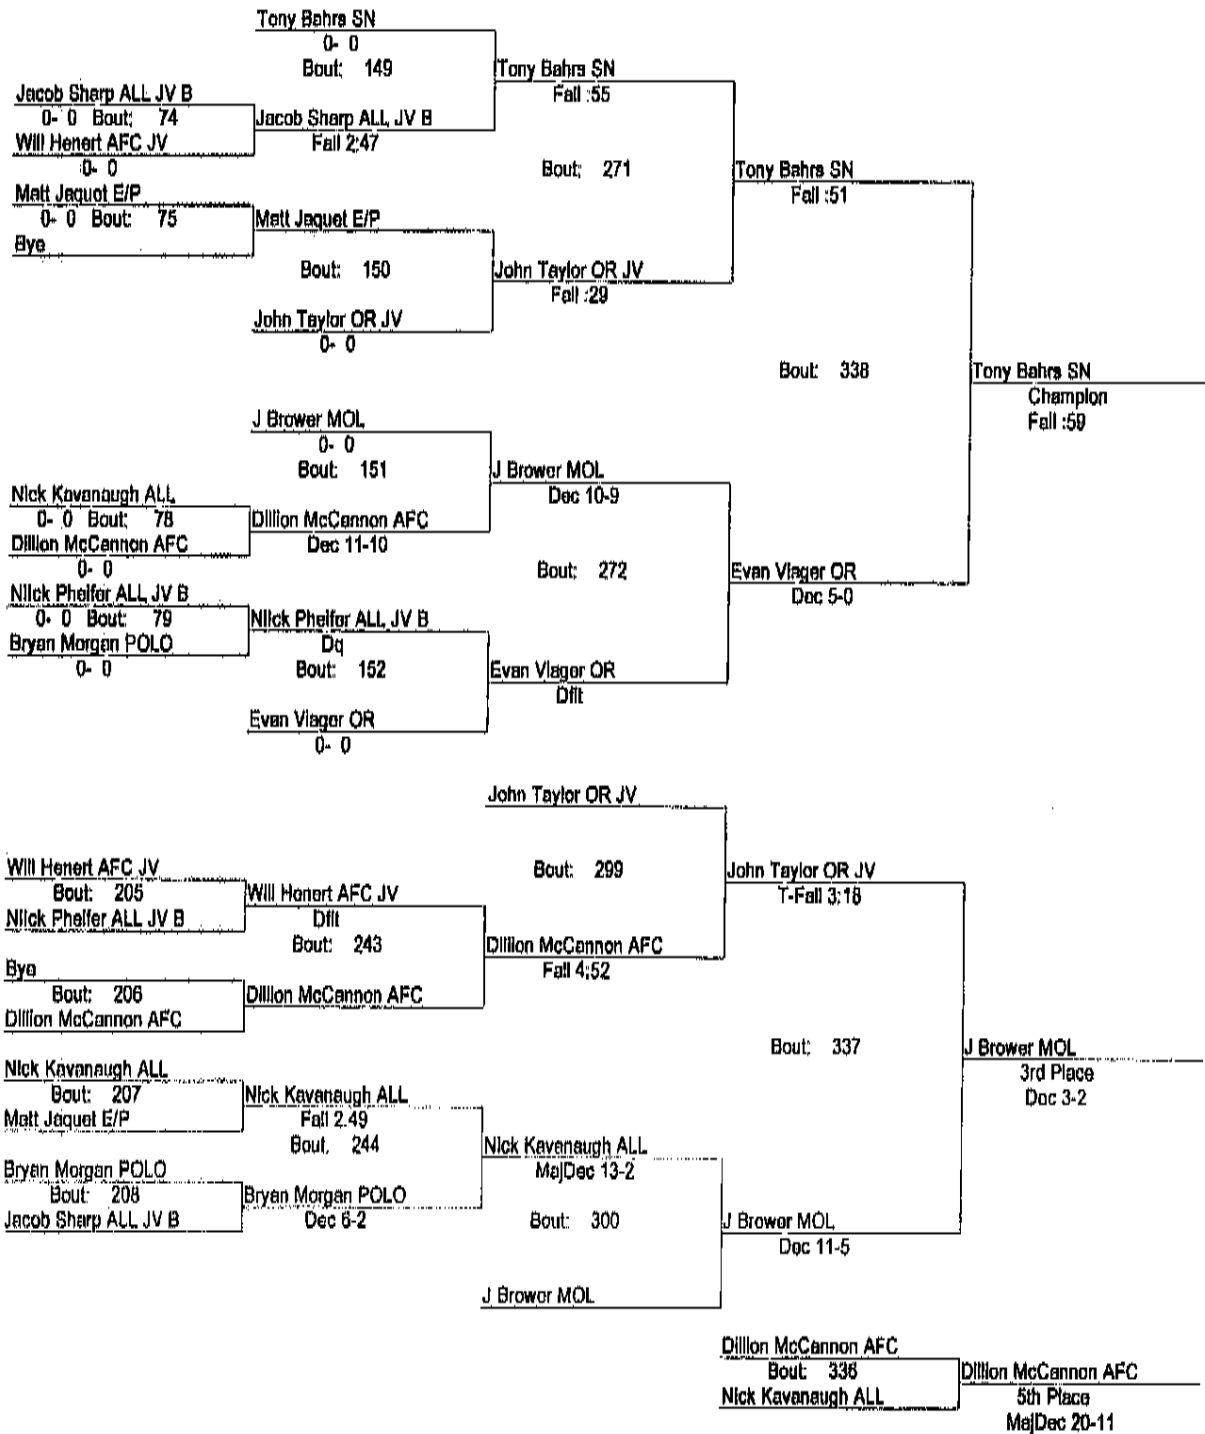 Tony Bahrs SN
0- 0
Bout: 149
Tony Bahrs SN
Fall :55
Jacob Sharp ALL JV B
0- 0 Bout: 74
Jacob Sharp ALL JV B
Fall 2:47
Will Henert AFC JV
0- 0
Bout: 271
Tony Bahrs SN
Fall :51
Matt Jaquet E/P
0- 0 Bout: 75
Matt Jaquet E/P
Bye
Bout: 150
John Taylor OR JV
Fall :29
John Taylor OR JV
0- 0
Bout: 338
Tony Bahrs SN
Champion
Fall :59
J Brower MOL
0- 0
Bout: 151
J Brower MOL
Dec 10-9
Nick Kavanaugh ALL
0- 0 Bout: 78
Dillion McCannon AFC
Dec 11-10
Dillion McCannon AFC
0- 0
Bout: 272
Evan Viager OR
Dec 5-0
Niick Pheifer ALL JV B
0- 0 Bout: 79
Niick Pheifer ALL JV B
Dq
Bryan Morgan POLO
0- 0
Bout: 152
Evan Viager OR
Dflt
Evan Viager OR
0- 0
John Taylor OR JV
Bout: 299
John Taylor OR JV
T-Fall 3:18
Will Henert AFC JV
Bout: 205
Will Henert AFC JV
Dflt
Niick Pheifer ALL JV B
Bout: 243
Dillion McCannon AFC
Fall 4:52
Bye
Bout: 206
Dillion McCannon AFC
Dillion McCannon AFC
Bout: 337
J Brower MOL
3rd Place
Dec 3-2
Nick Kavanaugh ALL
Bout: 207
Nick Kavanaugh ALL
Fall 2:49
Matt Jaquet E/P
Bout: 244
Nick Kavanaugh ALL
MajDec 13-2
Bryan Morgan POLO
Bout: 208
Bryan Morgan POLO
Dec 6-2
Jacob Sharp ALL JV B
Bout: 300
J Brower MOL
Dec 11-5
J Brower MOL
Dillion McCannon AFC
Bout: 336
Dillion McCannon AFC
5th Place
MajDec 20-11
Nick Kavanaugh ALL